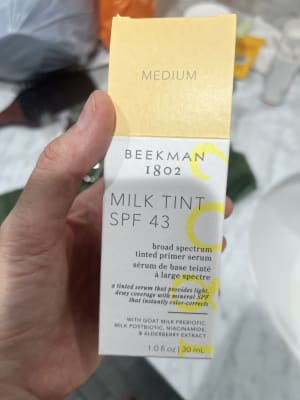 MEDIUM
BEEKMAN
1802
MILK TINT
SPF 43
broad spectrum
tinted primer serum
sérum de base teinté
à large spectre
a tinted serum that provides light,
dewy coverage with mineral SPF
that instantly color-corrects
WITH GOAT MILK PREBIOTIC,
MILK POSTBIOTIC, NIACINAMIDE,
& ELDERBERRY EXTRACT
1.0 fl oz | 30 mL